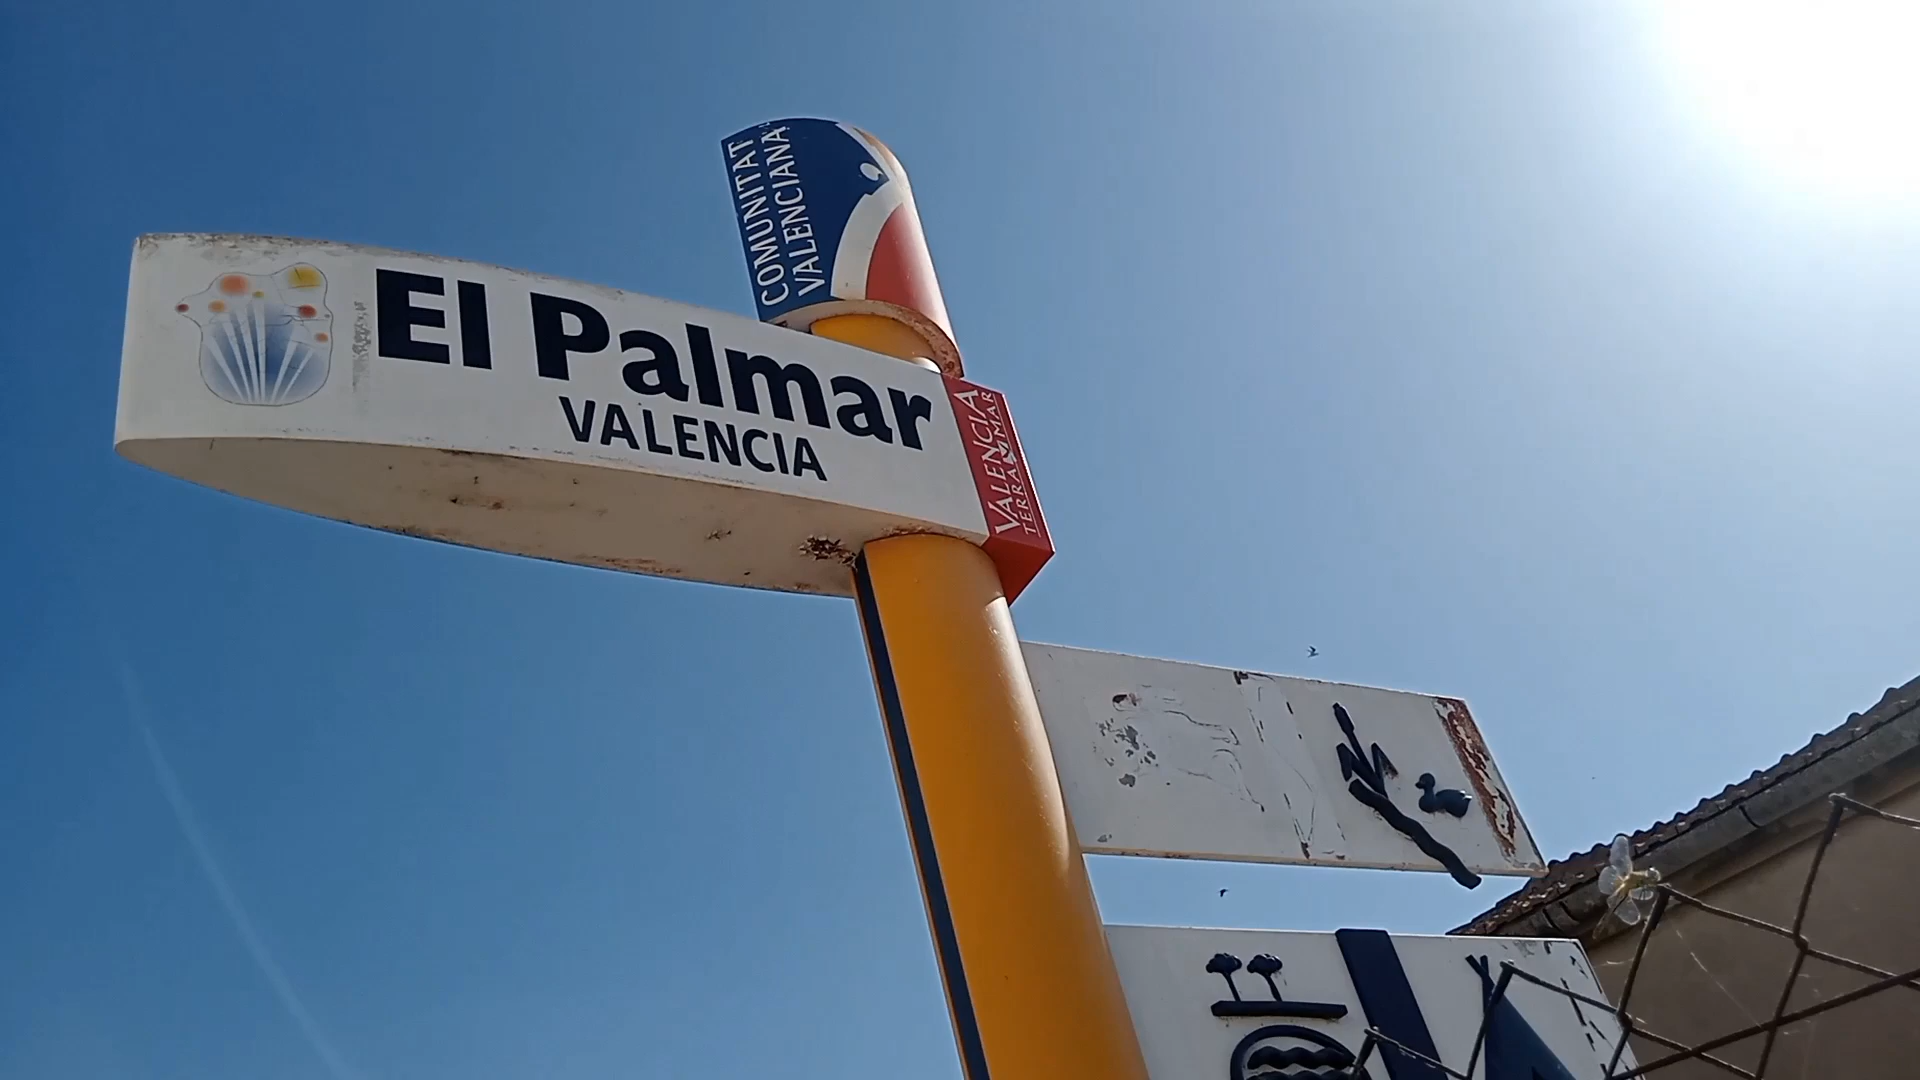 COMUNITAT
VALENCIANA
El Palmar
VALENCIA
VALENCIA
TERRA MAR